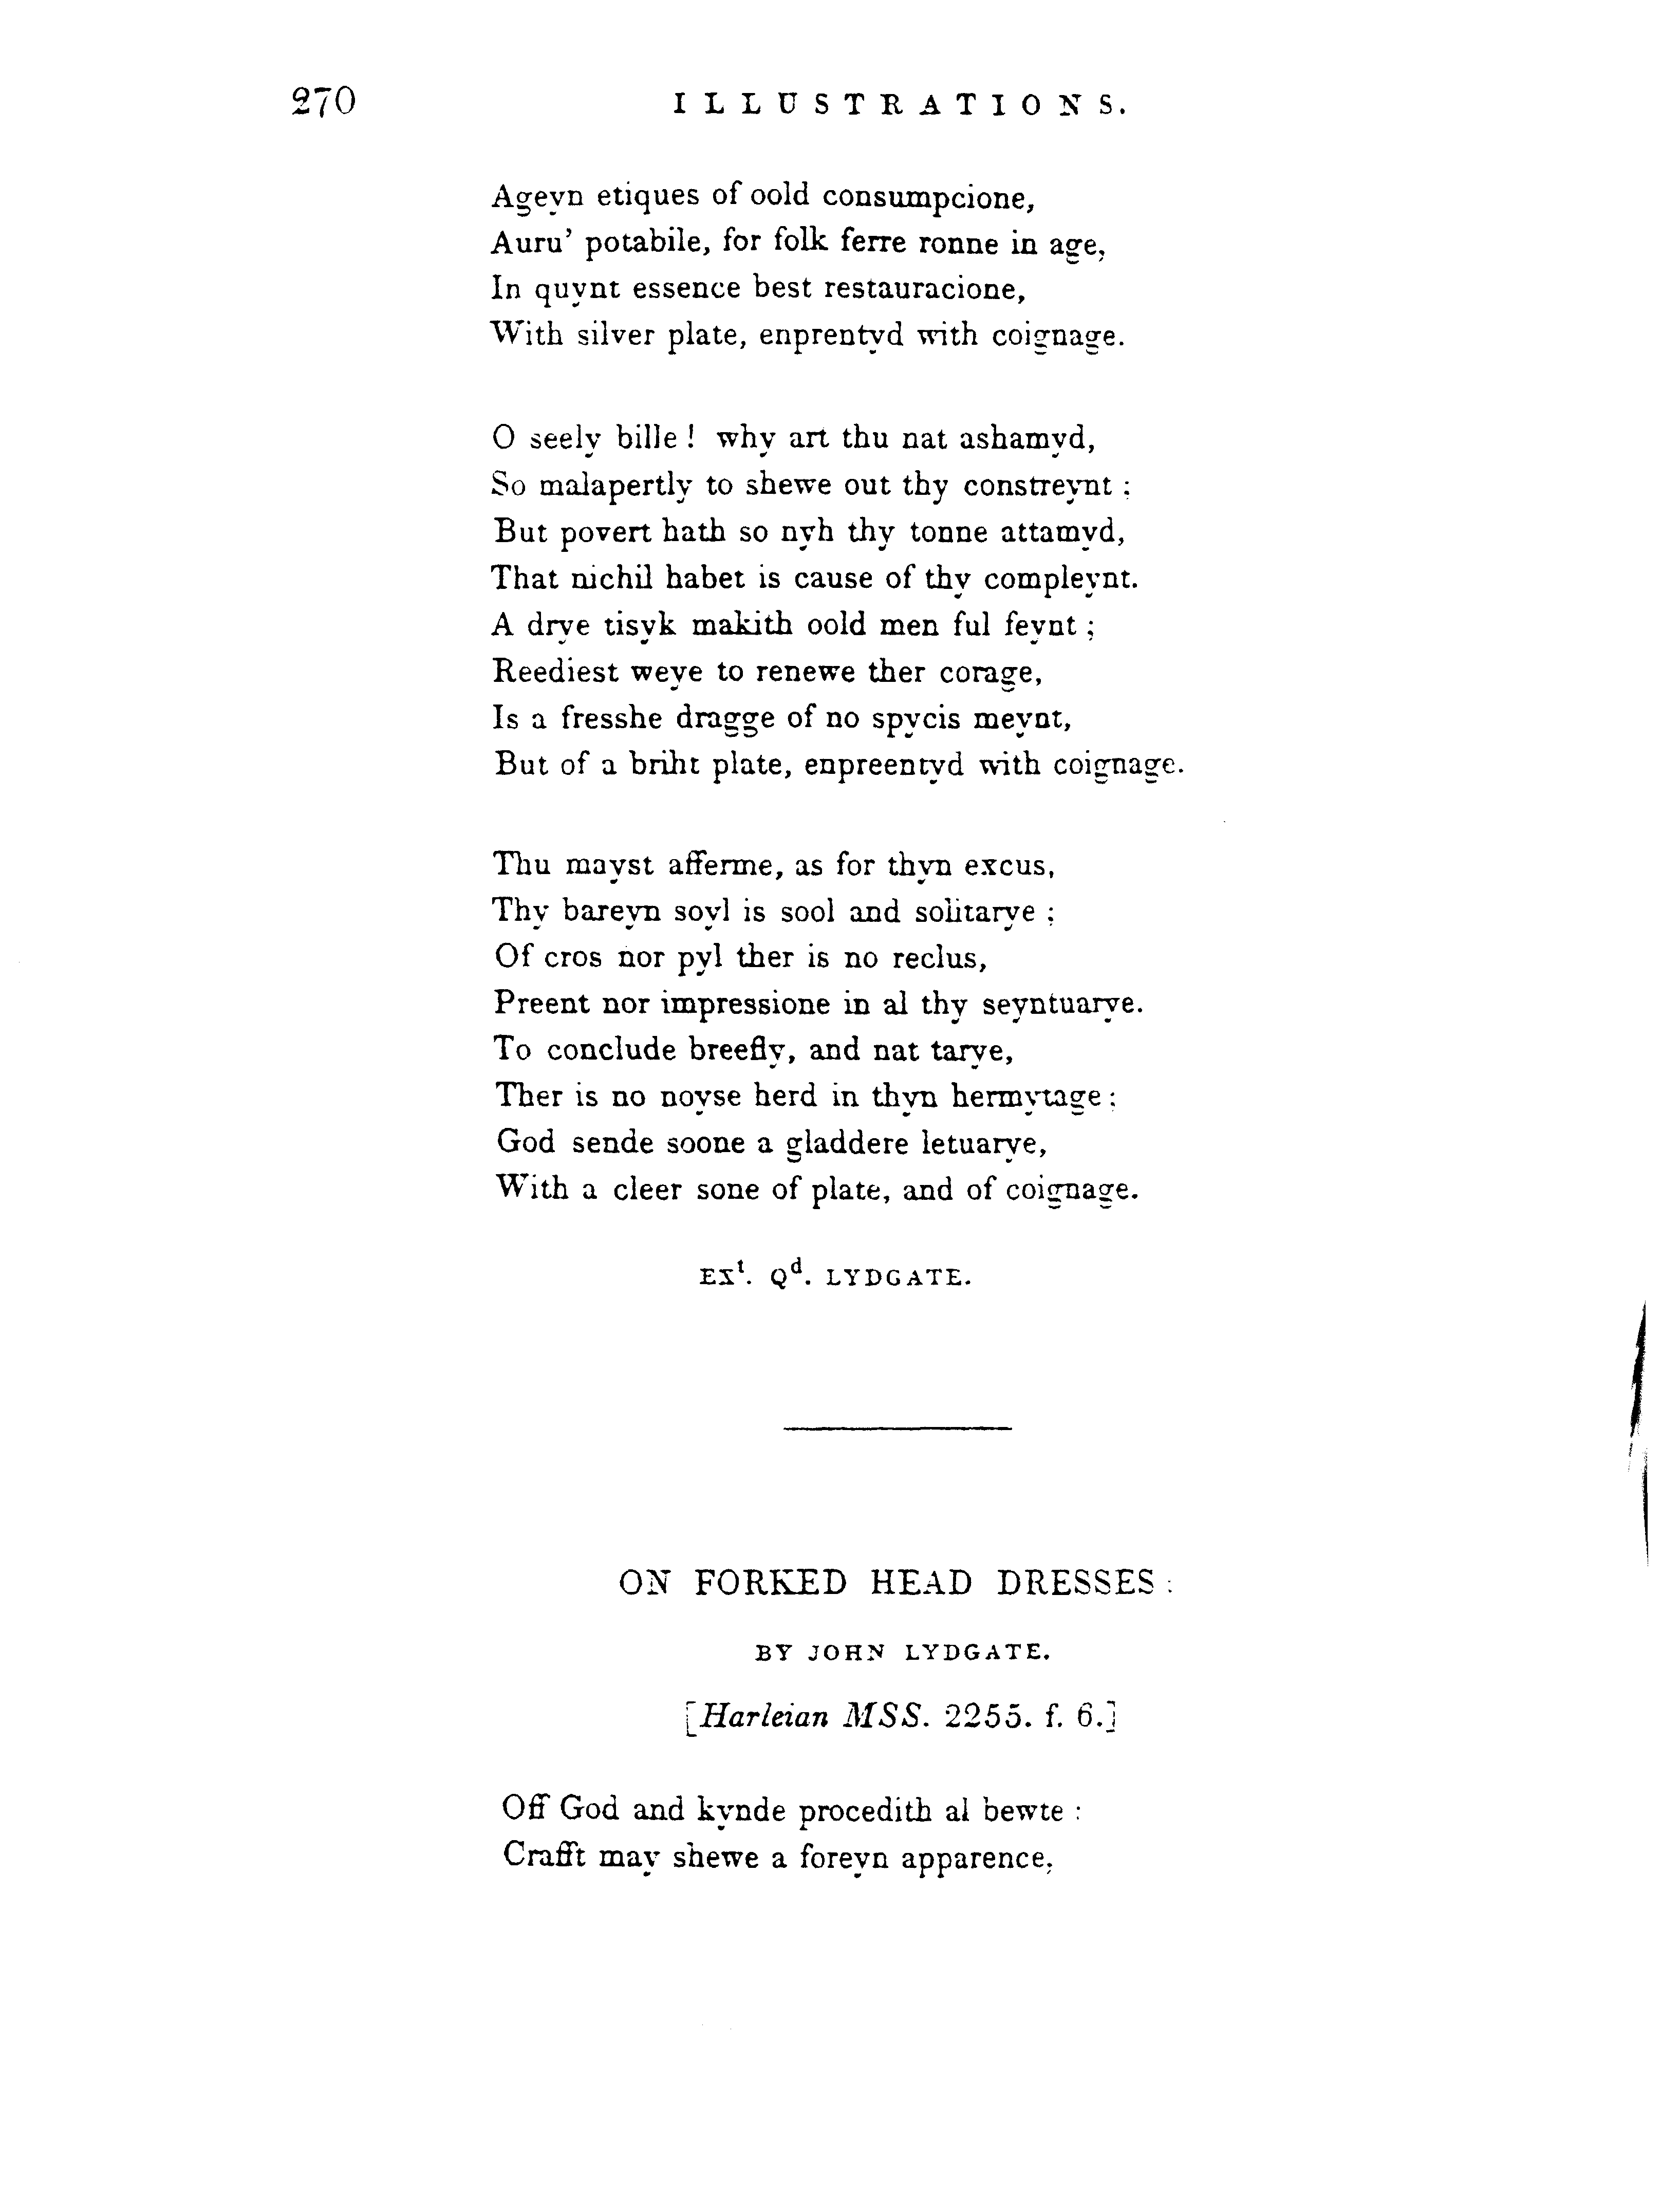 270 ILLUSTRATIONS.
Ageyn etiques of oold consumpcione,
Auru' potabile, for folk ferre ronne in age,
In quynt essence best restauracione,
With silver plate, enprentyd with coignage.
O seely bille! why art thu nat ashamyd,
So malapertly to shewe out thy constreynt:
But povert hath so nyh thy tonne attamyd,
That nichil habet is cause of thy compleynt.
A drye tisyk makith oold men ful feynt;
Reediest weye to renewe ther corage,
Is a fresshe dragge of no spycis meynt,
But of a briht plate, enpreentyd with coignage.
Thu mayst afferme, as for thyn excus,
Thy bareyn soyl is sool and solitarye;
Of cros nor pyl ther is no reclus,
Preent nor impressione in al thy seyntuarye.
To conclude breefly, and nat tarye,
Ther is no noyse herd in thyn hermytage:
God sende soone a gladdere letuarye,
With a cleer sone of plate, and of coignage.
EXt. Qd. LYDGATE.
ON FORKED HEAD DRESSES:
BY JOHN LYDGATE.
[Harleian MSS. 2255. f. 6.]
Off God and kynde procedith al bewte:
Crafft may shewe a foreyn apparence,